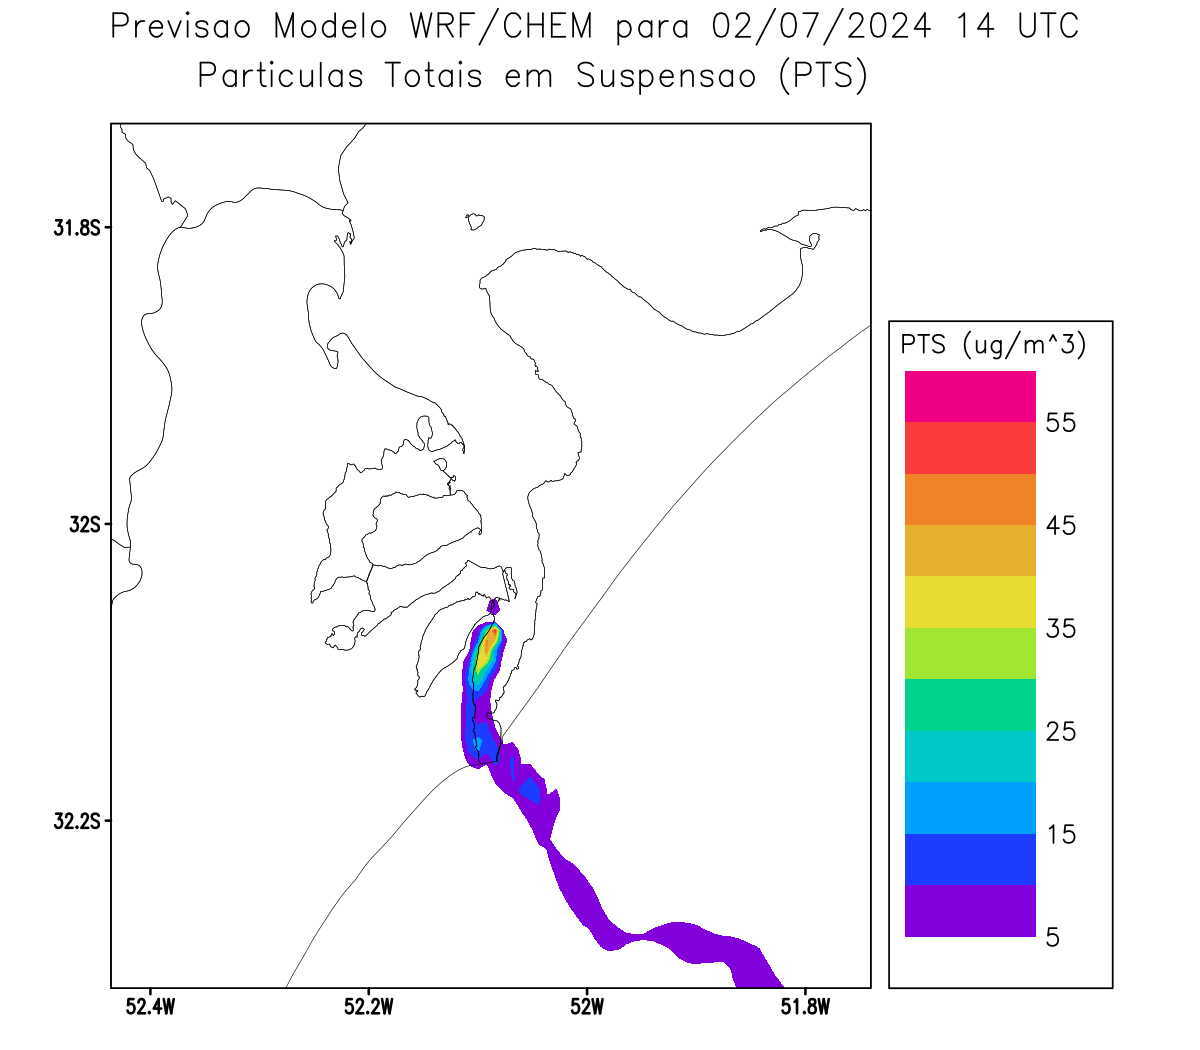 Previsao Modelo WRF/CHEM para 02/07/2024 14 UTC
Particulas Totais em Suspensao (PTS)
31.8S
32S
32.2S
52.4W
52.2W
52W
51.8W
PTS (ug/m^3)
55
45
35
25
15
5